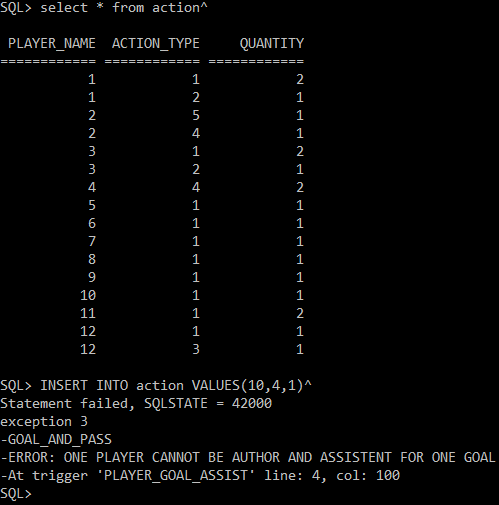 SQL> select * from action^
PLAYER_NAME ACTION_TYPE QUANTITY
============ ============ ============
1 1 2
1 2 1
2 5 1
2 4 1
3 1 2
3 2 1
4 4 2
5 1 1
6 1 1
7 1 1
8 1 1
9 1 1
10 1 1
11 1 2
12 1 1
12 3 1
SQL> INSERT INTO action VALUES(10,4,1)^
Statement failed, SQLSTATE = 42000
exception 3
-GOAL_AND_PASS
-ERROR: ONE PLAYER CANNOT BE AUTHOR AND ASSISTENT FOR ONE GOAL
-At trigger 'PLAYER_GOAL_ASSIST' line: 4, col: 100
SQL>